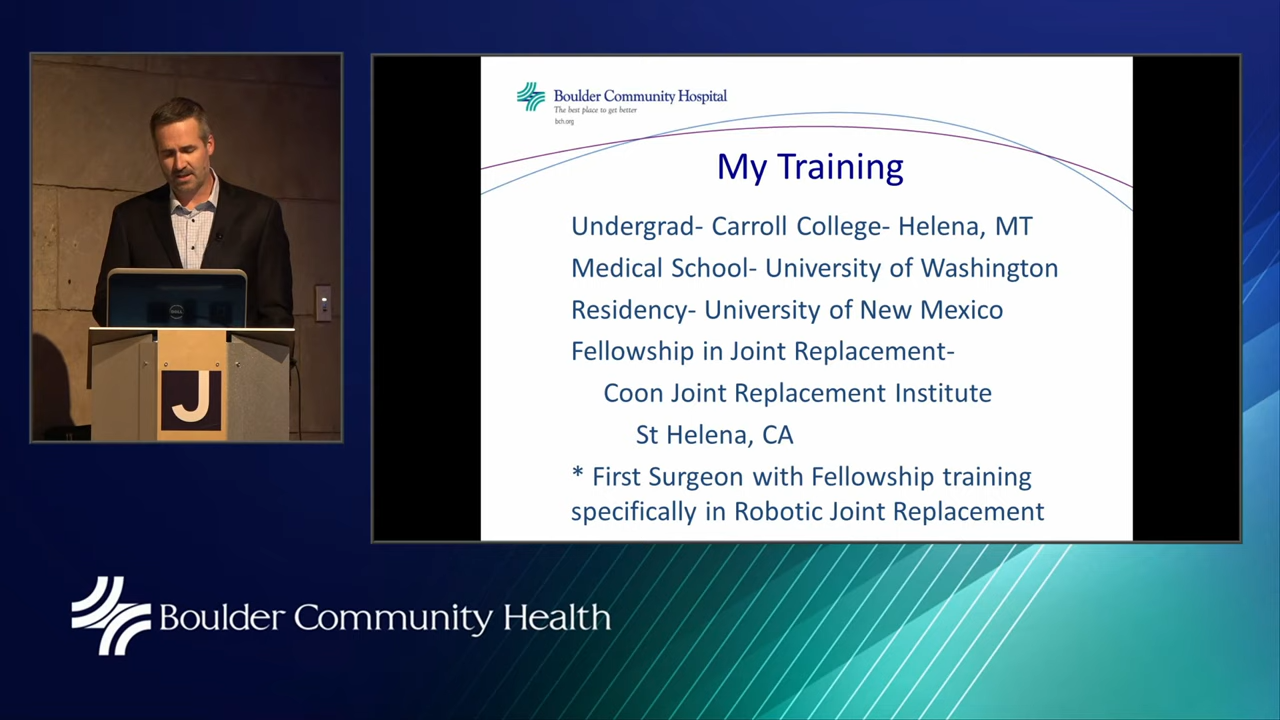 Boulder Community Hospital
The best place to get better
bch.org
My Training
Undergrad- Carroll College- Helena, MT
Medical School- University of Washington
Residency- University of New Mexico
Fellowship in Joint Replacement-
Coon Joint Replacement Institute
St Helena, CA
* First Surgeon with Fellowship training
specifically in Robotic Joint Replacement
DELL
J
Boulder Community Health